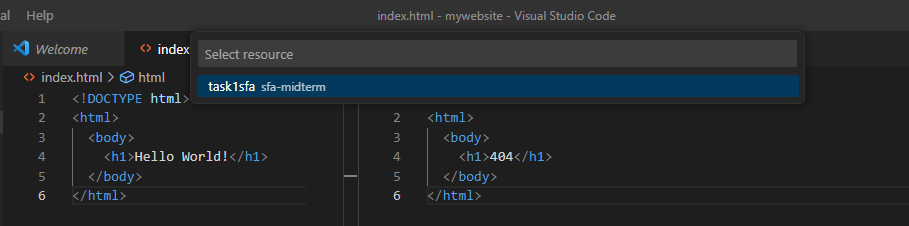 al Help index.html - mywebsite - Visual Studio Code
Welcome index
Select resource
task1sfa sfa-midterm
index.html > html
1 <!DOCTYPE html>
2 <html>
3 <body>
4 <h1>Hello World!</h1>
5 </body>
6 </html>
2 <html>
3 <body>
4 <h1>404</h1>
5 </body>
6 </html>